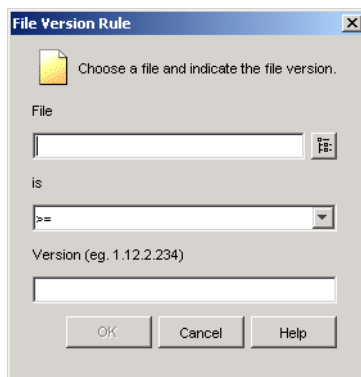 File Version Rule
Choose a file and indicate the file version.
File
is
>=
Version (eg. 1.12.2.234)
OK Cancel Help